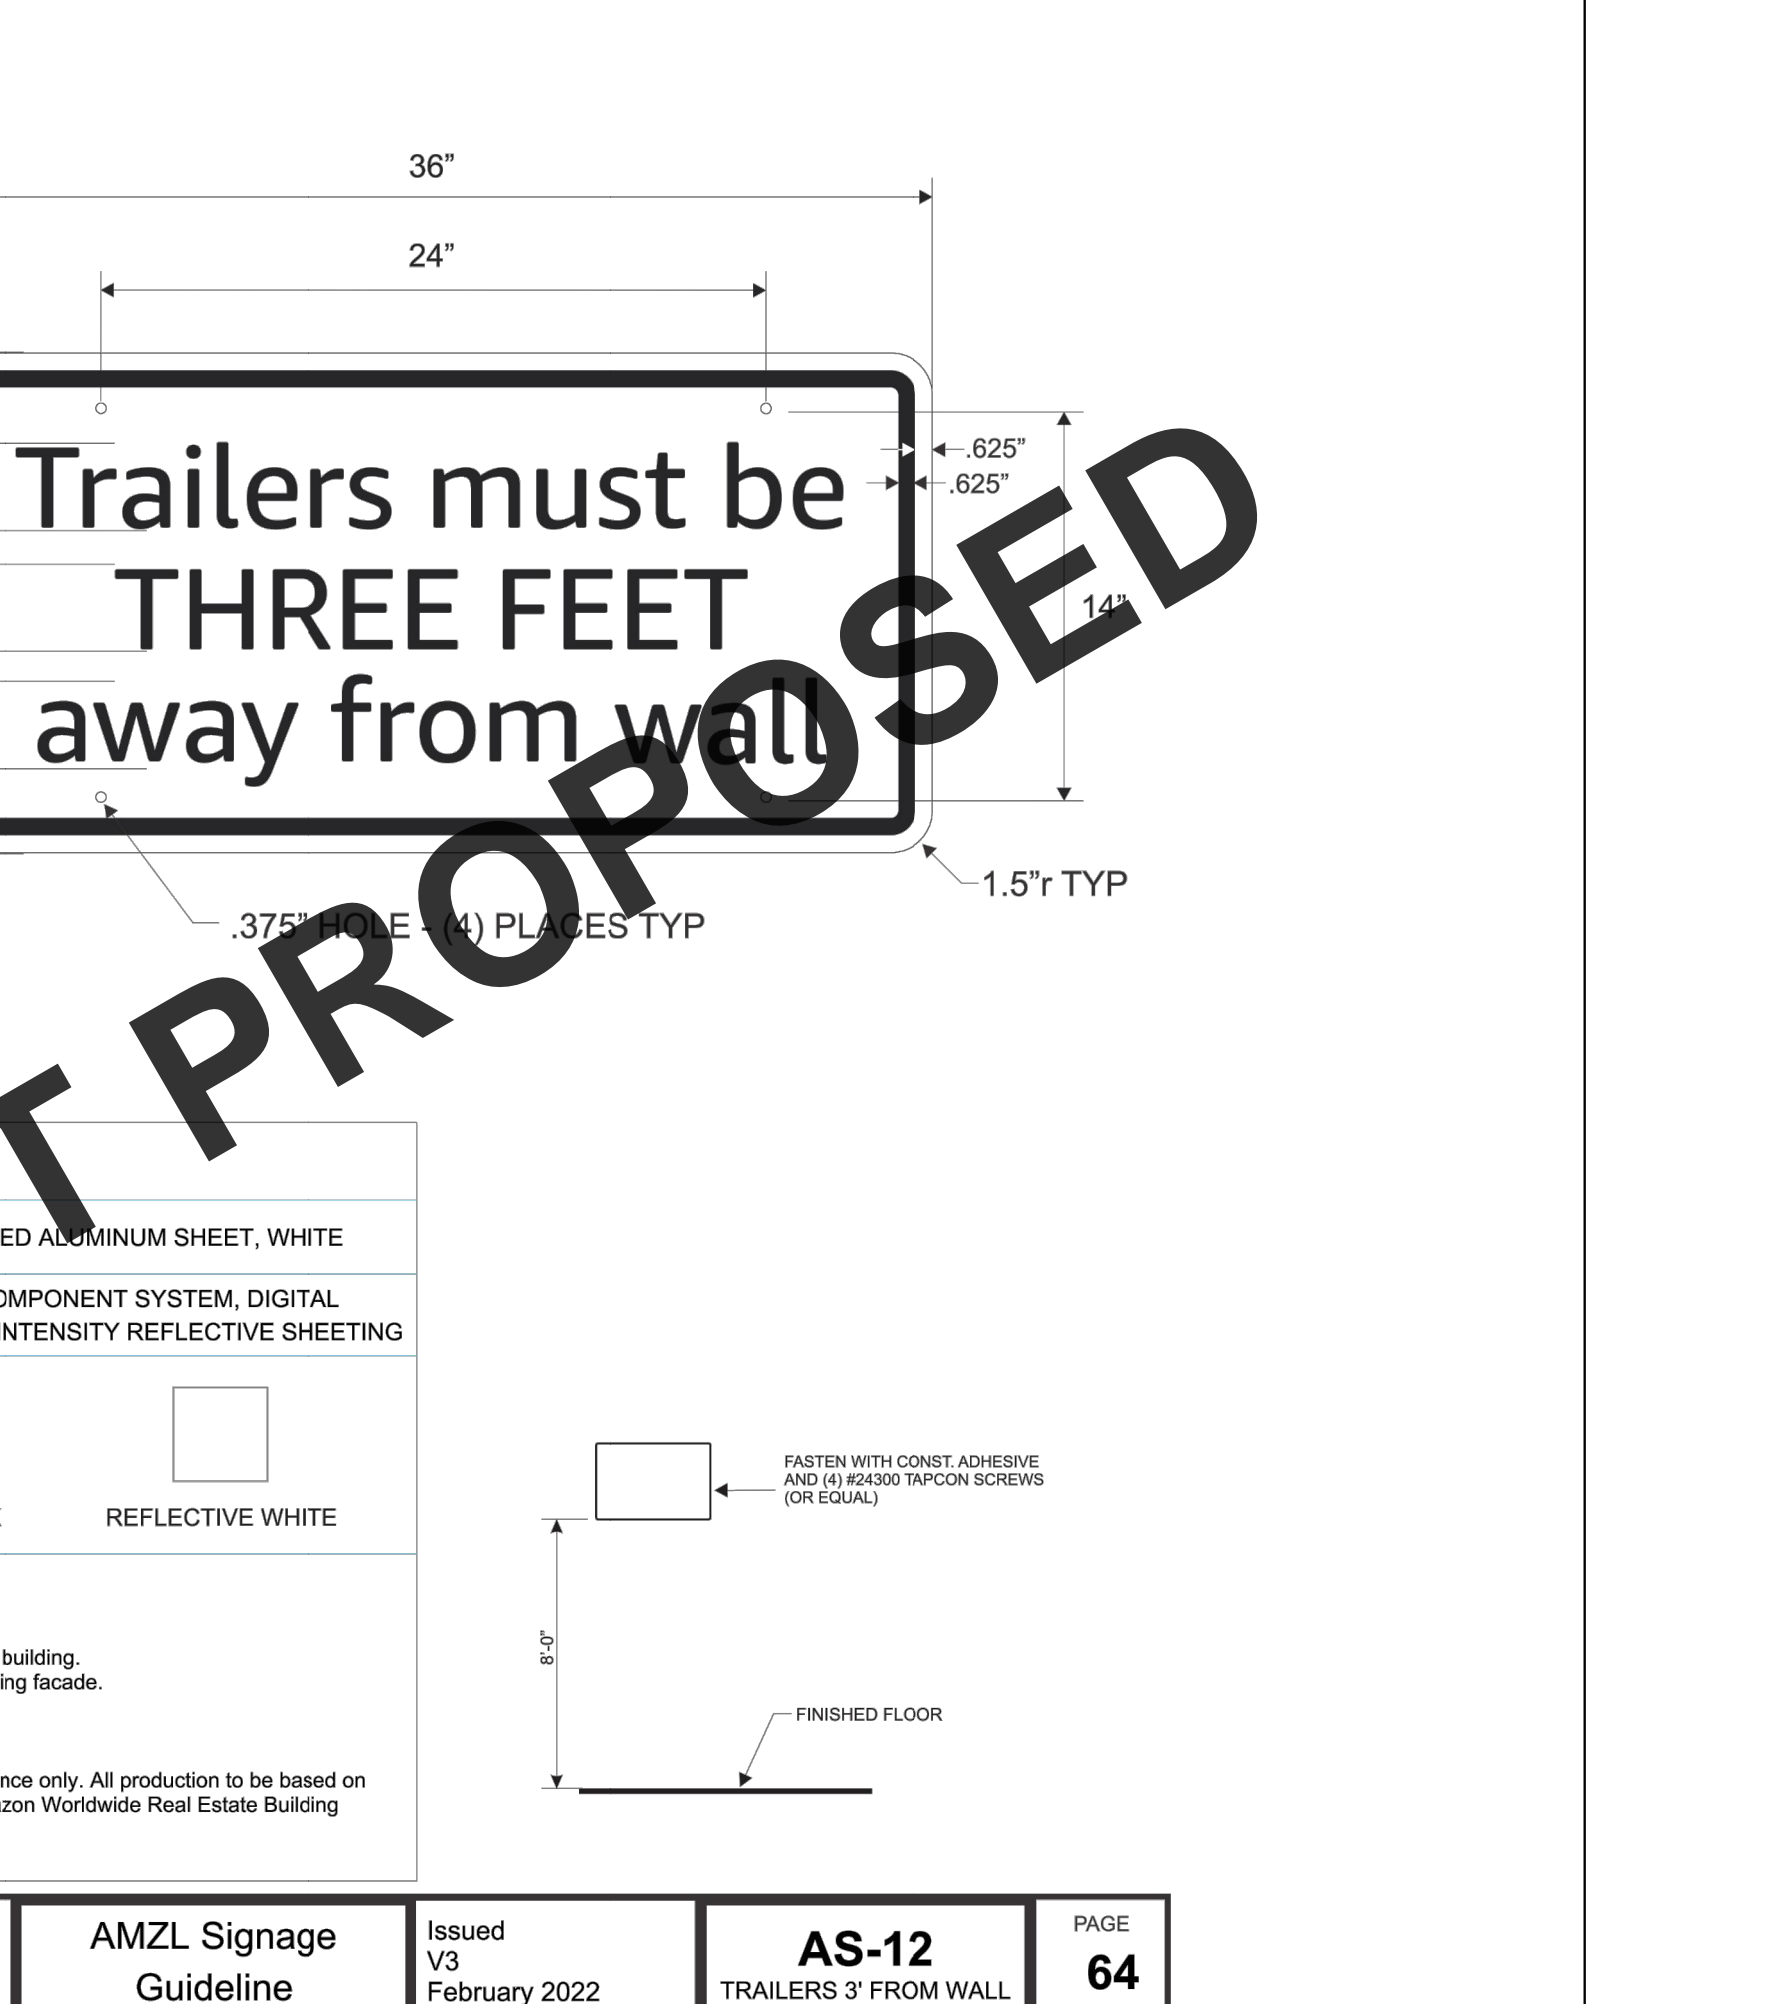 36”
24”
.625”
.625”
Trailers must be
THREE FEET
away from wall
14”
1.5”r TYP
.375” HOLE - (4) PLACES TYP
T PROPOSED
ED ALUMINUM SHEET, WHITE
OMPONENT SYSTEM, DIGITAL
INTENSITY REFLECTIVE SHEETING
REFLECTIVE WHITE
FASTEN WITH CONST. ADHESIVE
AND (4) #24300 TAPCON SCREWS
(OR EQUAL)
8’-0”
FINISHED FLOOR
building.
ing facade.
nce only. All production to be based on
zon Worldwide Real Estate Building
AMZL Signage
Guideline
Issued
V3
February 2022
AS-12
TRAILERS 3' FROM WALL
PAGE
64